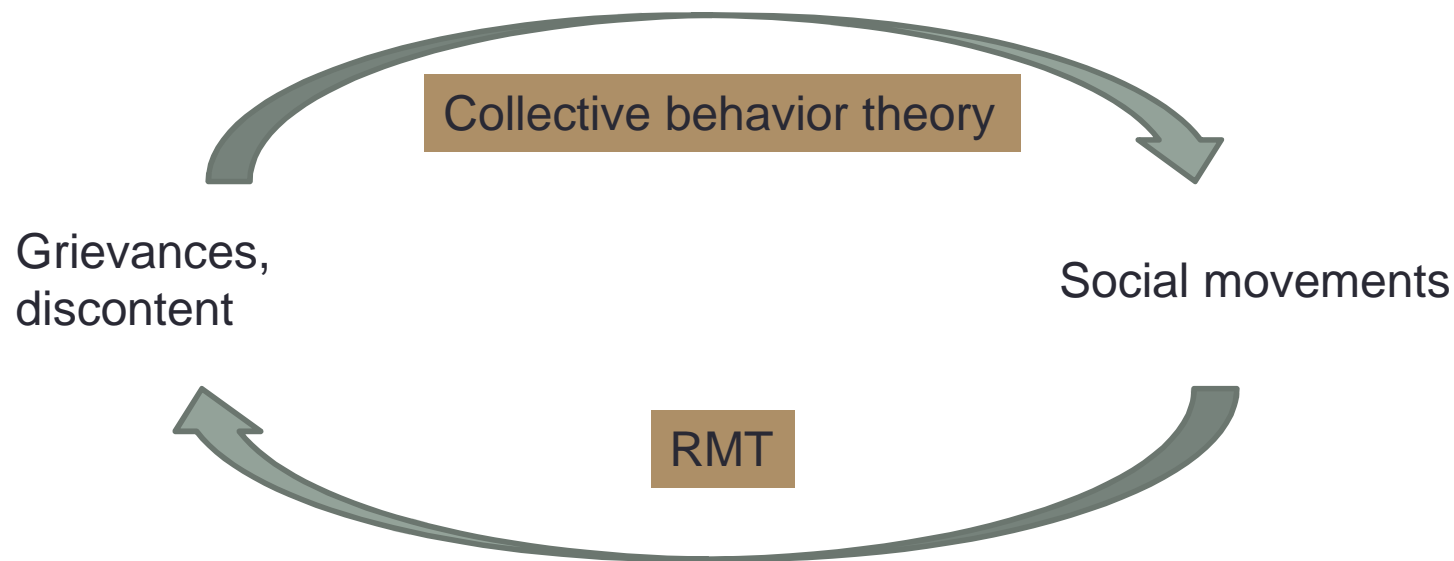 Collective behavior theory
Grievances,
discontent
Social movements
RMT